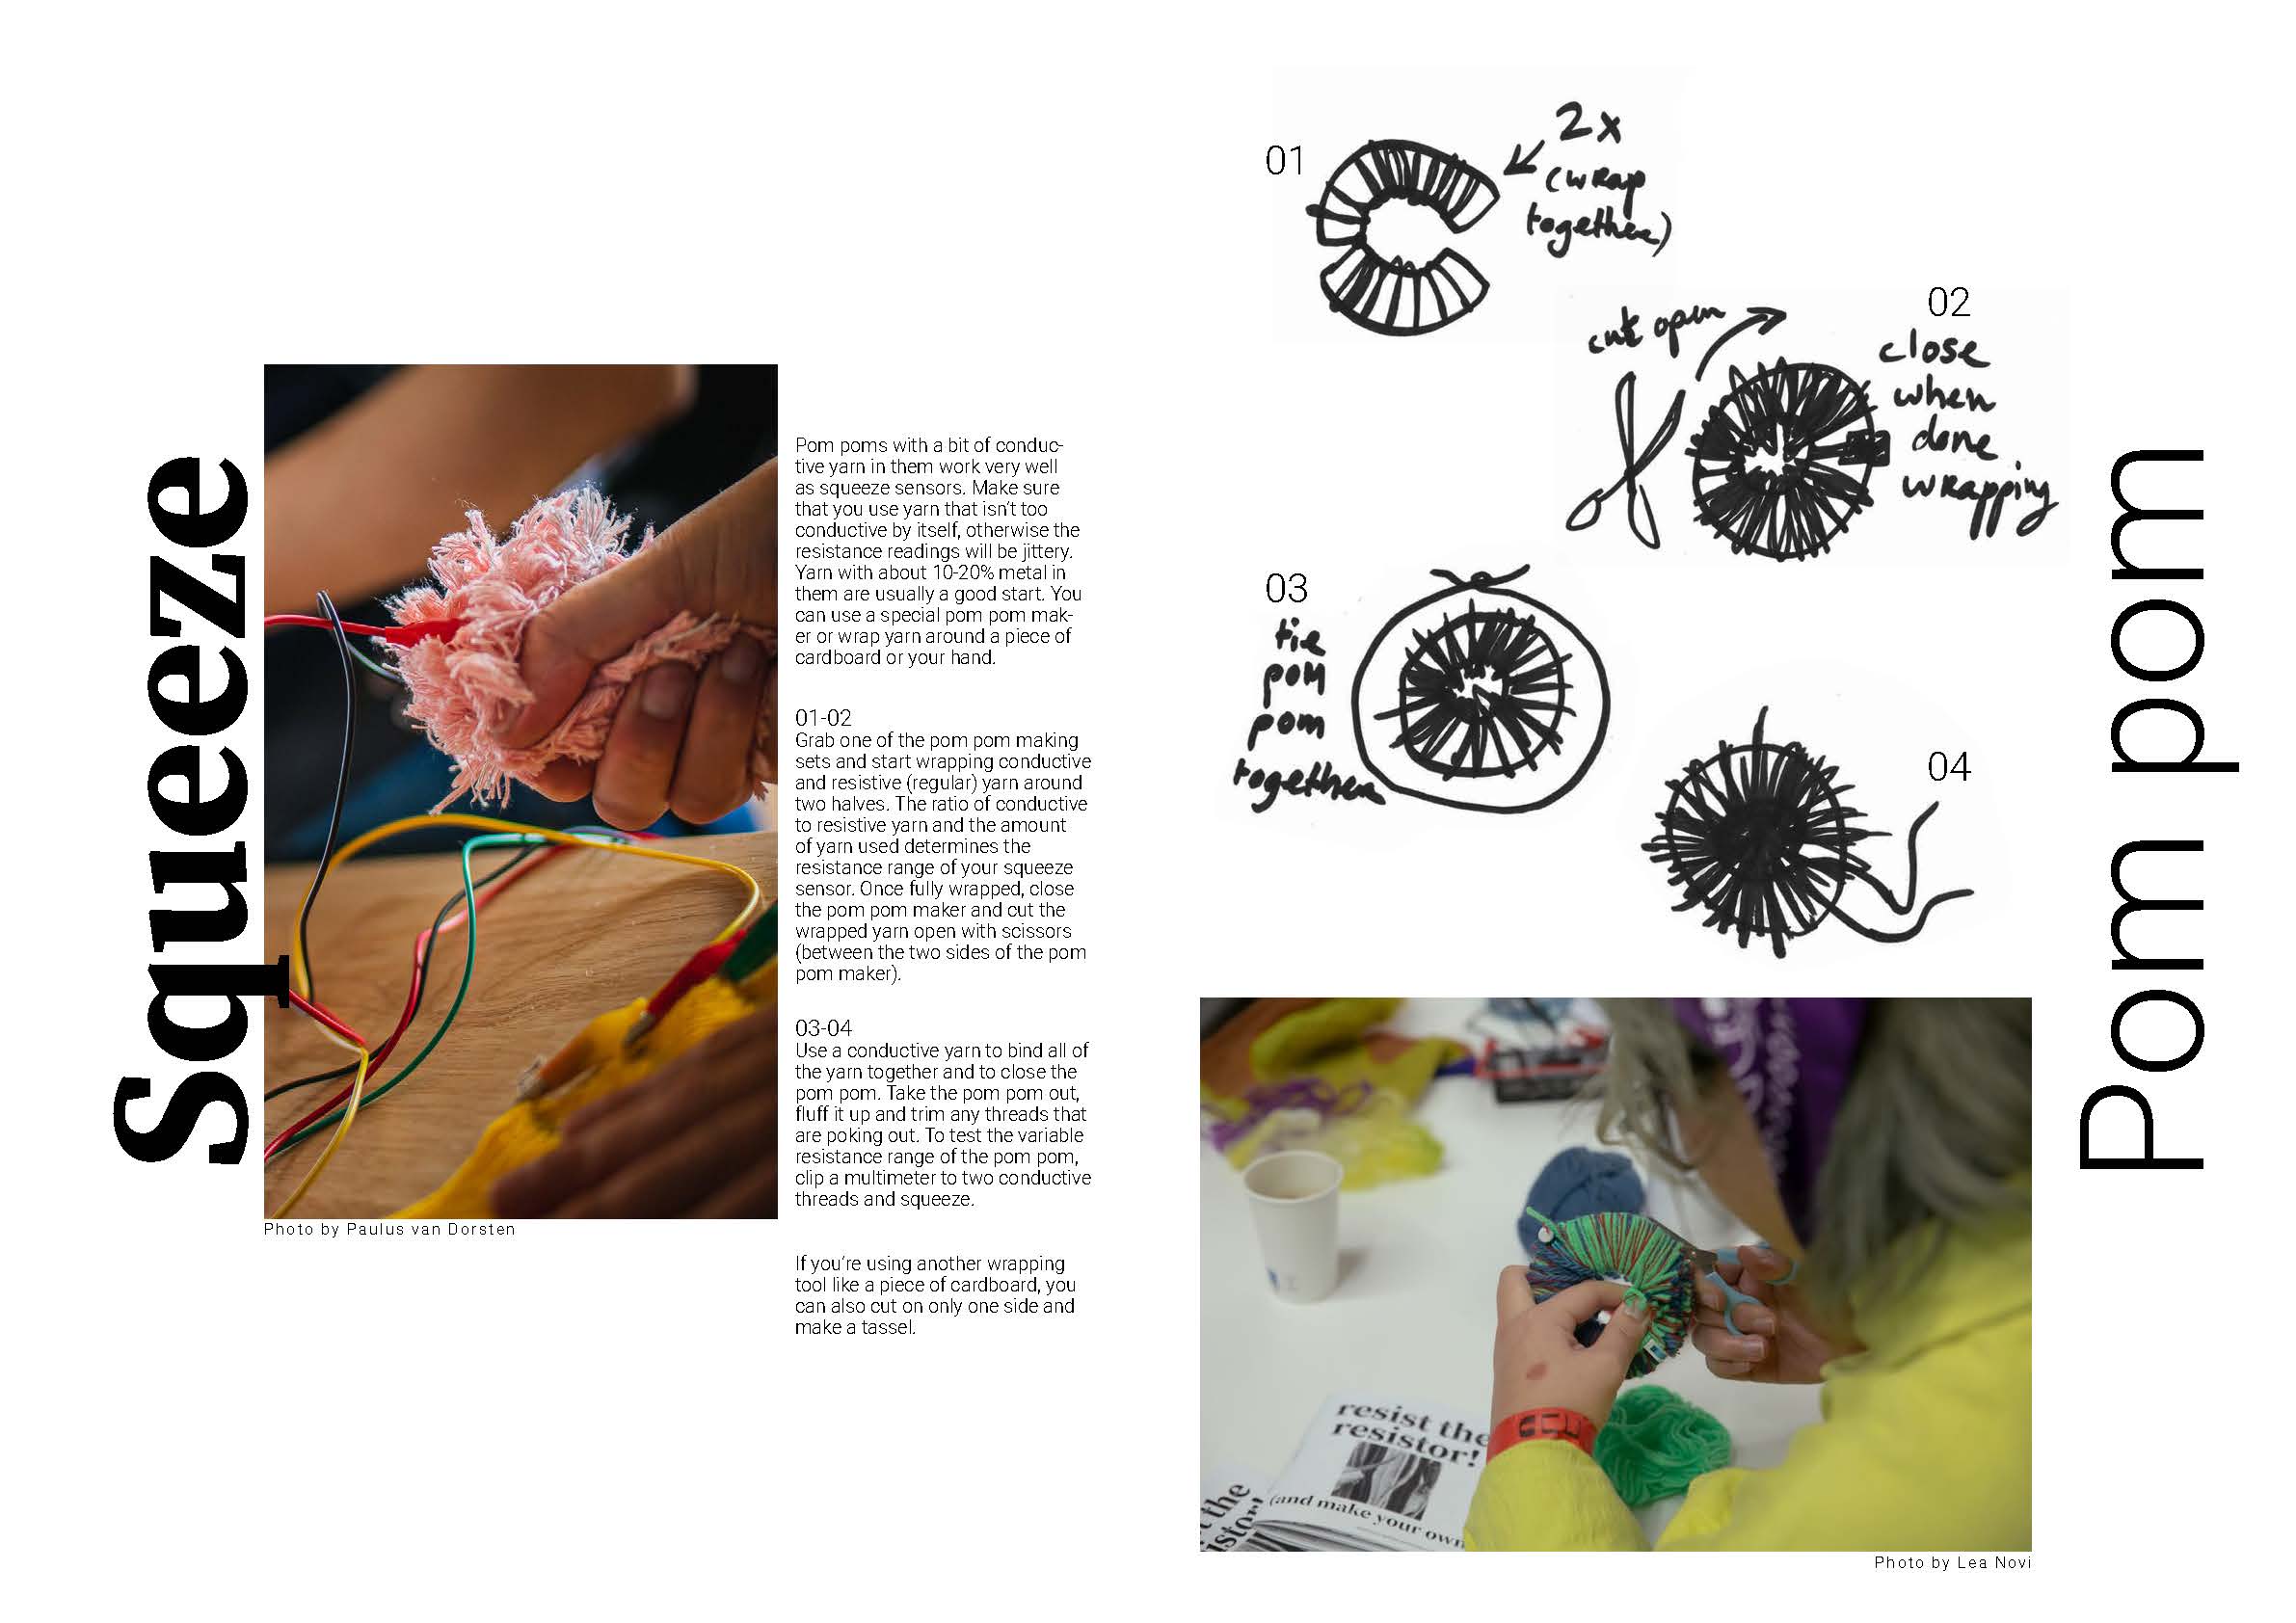 Squeeze
Pom poms with a bit of conduc-
tive yarn in them work very well
as squeeze sensors. Make sure
that you use yarn that isn't too
conductive by itself, otherwise the
resistance readings will be jittery.
Yarn with about 10-20% metal in
them are usually a good start. You
can use a special pom pom mak-
er or wrap yarn around a piece of
cardboard or your hand.
01-02
Grab one of the pom pom making
sets and start wrapping conductive
and resistive (regular) yarn around
two halves. The ratio of conductive
to resistive yarn and the amount
of yarn used determines the
resistance range of your squeeze
sensor. Once fully wrapped, close
the pom pom maker and cut the
wrapped yarn open with scissors
(between the two sides of the pom
pom maker).
03-04
Use a conductive yarn to bind all of
the yarn together and to close the
pom pom. Take the pom pom out,
fluff it up and trim any threads that
are poking out. To test the variable
resistance range of the pom pom,
clip a multimeter to two conductive
threads and squeeze.
If you're using another wrapping
tool like a piece of cardboard, you
can also cut on only one side and
make a tassel.
Photo by Paulus van Dorsten
01
2x
(wrap
together)
02
cut open
close
when
done
wrapping
03
tie
pom
pom
together
04
Pom pom
resist the
resistor!
(and make your own
the
istor!
Photo by Lea Novi